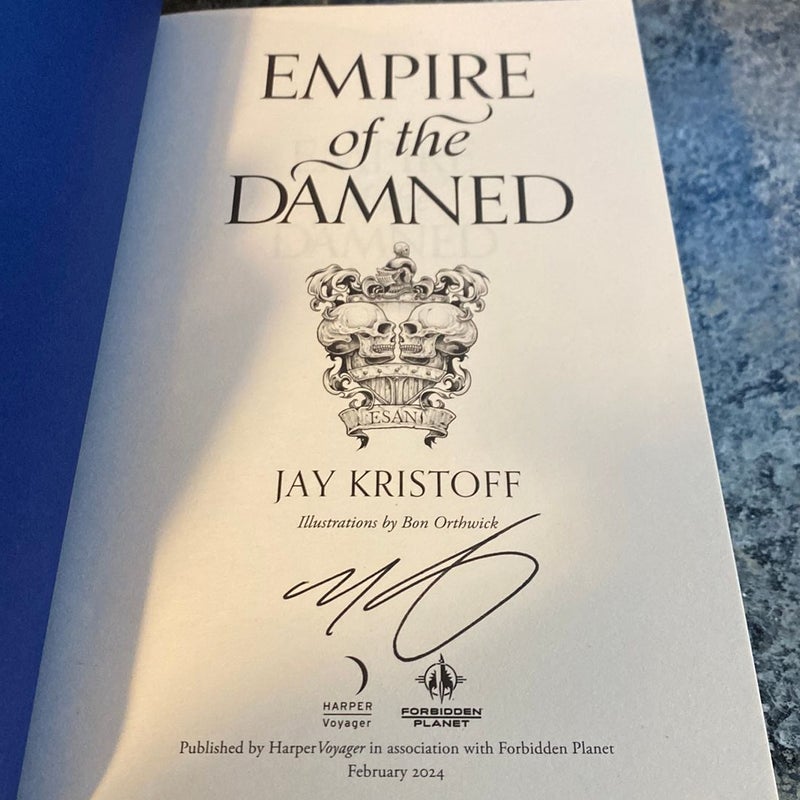 EMPIRE
of the
DAMNED
ESAN
JAY KRISTOFF
Illustrations by Bon Orthwick
HARPER
Voyager
FORBIDDEN
PLANET
Published by HarperVoyager in association with Forbidden Planet
February 2024